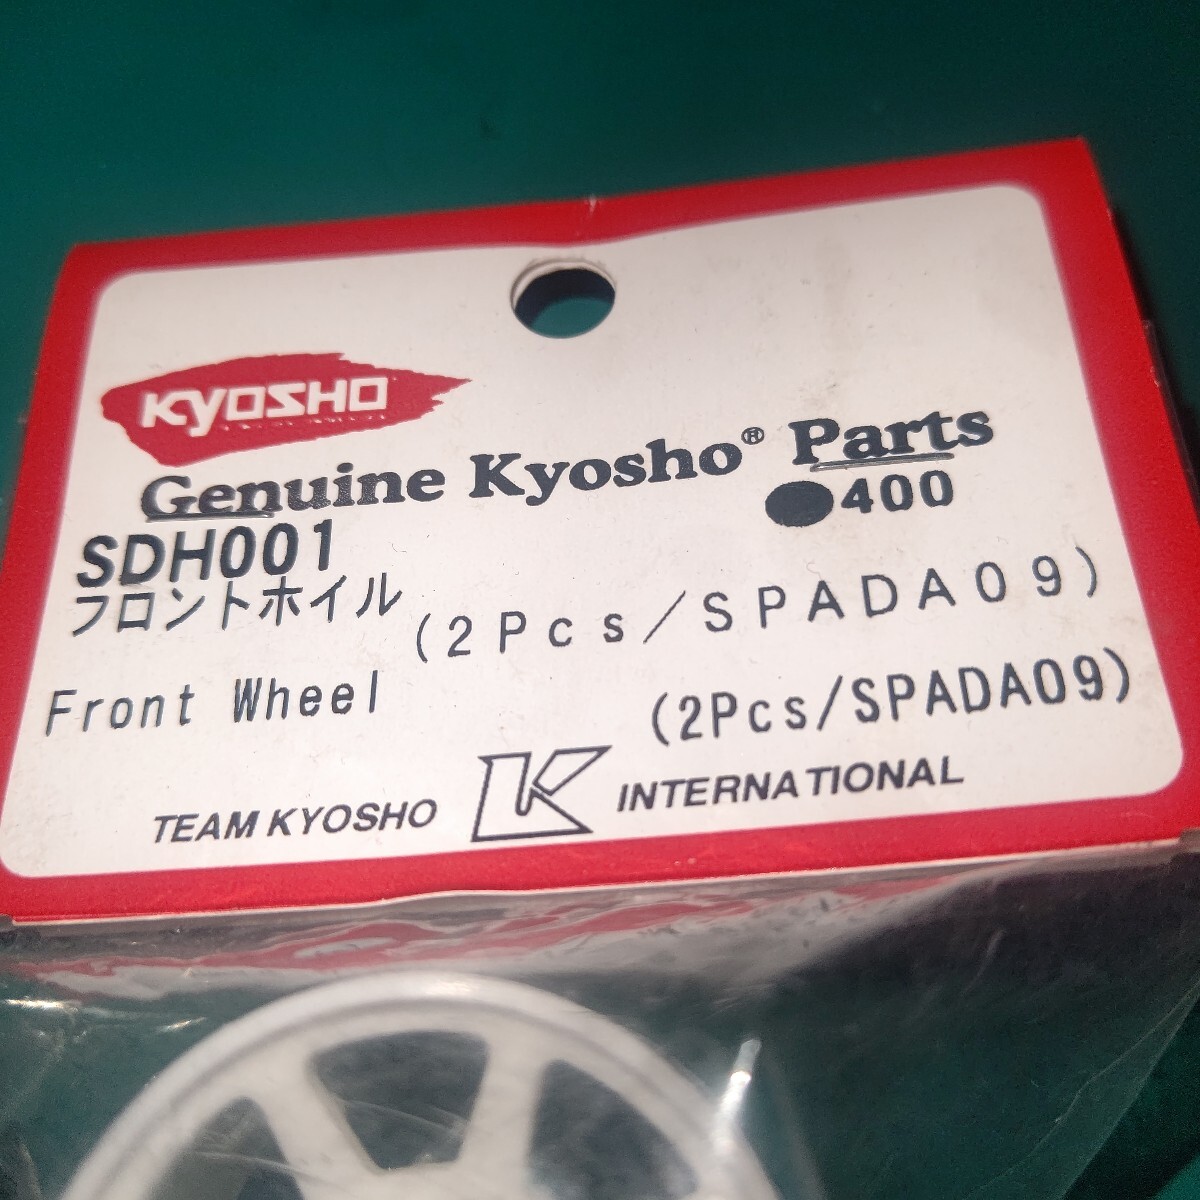 KYOSHO
Genuine Kyosho® Parts
●400
SDH001
フロントホイル (2Pcs/SPADA09)
Front Wheel (2Pcs/SPADA09)
TEAM KYOSHO K INTERNATIONAL